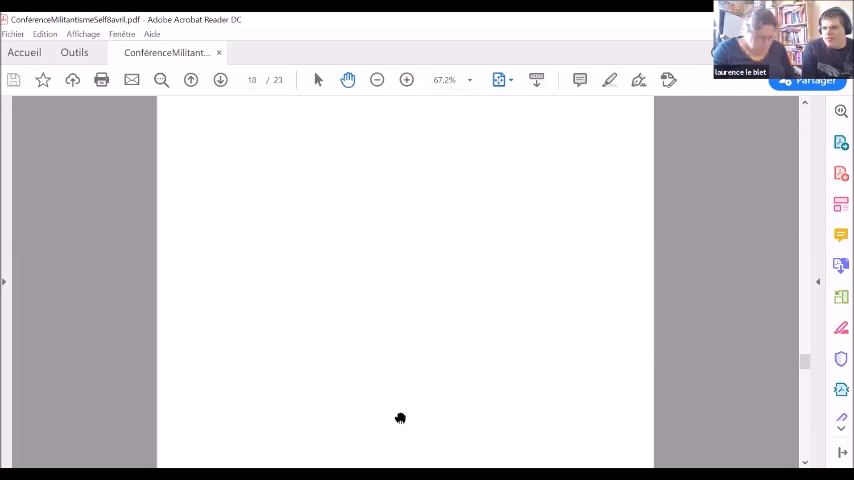 ConférenceMilitantismeSelf8avril.pdf - Adobe Acrobat Reader DC
Fichier Edition Affichage Fenêtre Aide
Accueil Outils ConférenceMilitant... ×
18 / 23 67,2%
laurence le blet
Partager